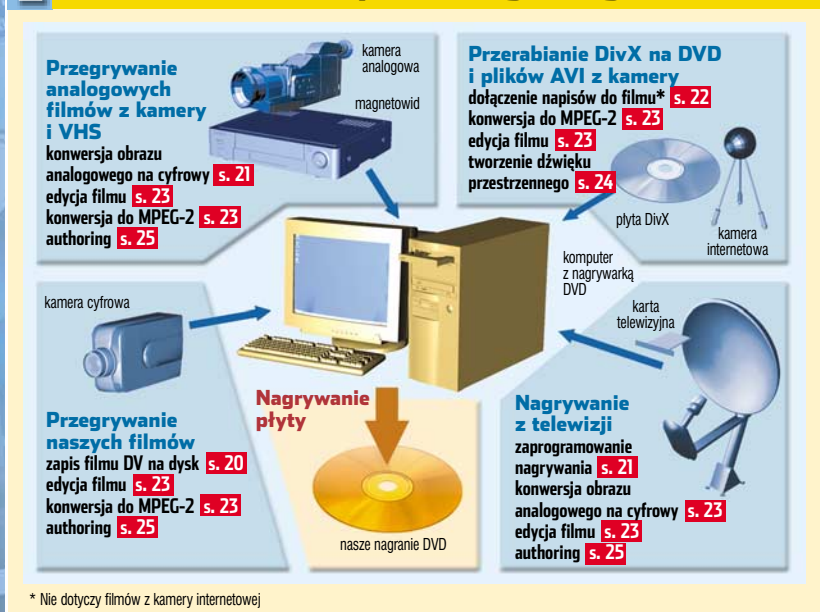 Przegrywanie
analogowych
filmów z kamery
i VHS
konwersja obrazu
analogowego na cyfrowy s. 21
edycja filmu s. 23
konwersja do MPEG-2 s. 23
authoring s. 25
kamera
analogowa
magnetowid
Przerabianie DivX na DVD
i plików AVI z kamery
dołączenie napisów do filmu* s. 22
konwersja do MPEG-2 s. 23
edycja filmu s. 23
tworzenie dźwięku
przestrzennego s. 24
płyta DivX
kamera
internetowa
komputer
z nagrywarką
DVD
kamera cyfrowa
Przegrywanie
naszych filmów
zapis filmu DV na dysk s. 20
edycja filmu s. 23
konwersja do MPEG-2 s. 23
authoring s. 25
Nagrywanie
płyty
nasze nagranie DVD
karta
telewizyjna
Nagrywanie
z telewizji
zaprogramowanie
nagrywania s. 21
konwersja obrazu
analogowego na cyfrowy s. 23
edycja filmu s. 23
authoring s. 25
* Nie dotyczy filmów z kamery internetowej